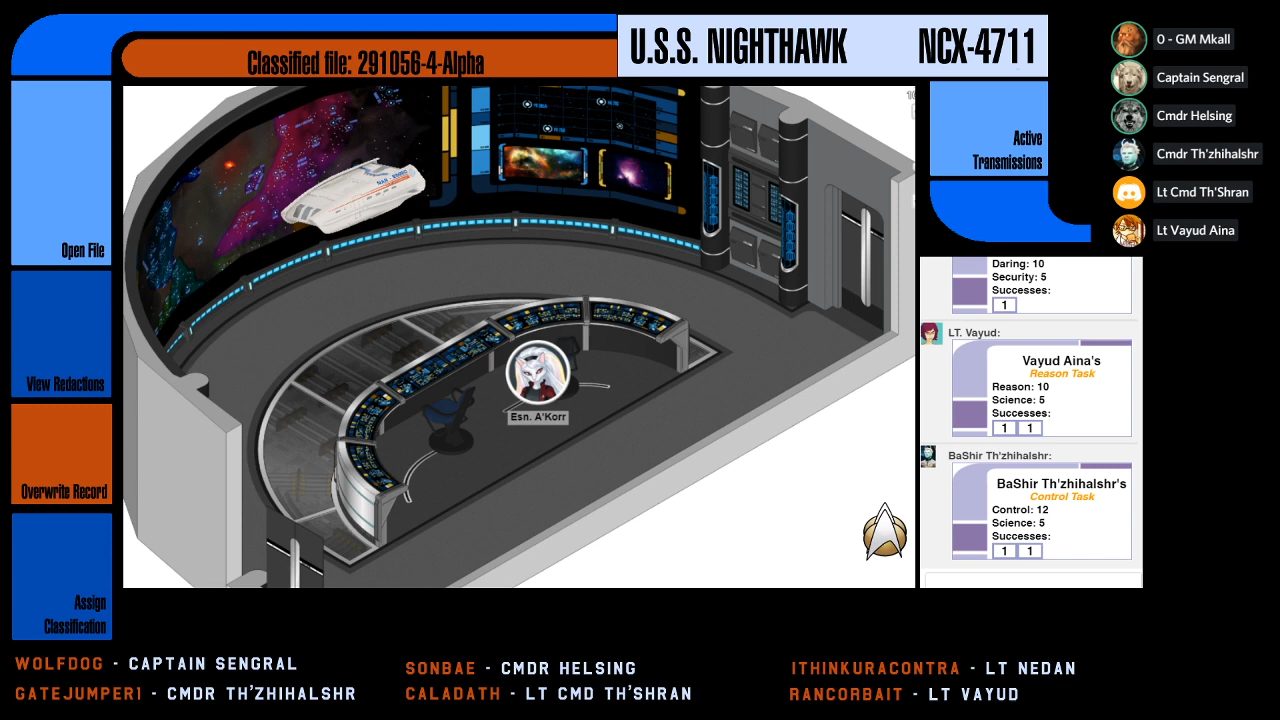 Classified file: 291056-4-Alpha
U.S.S. NIGHTHAWK NCX-4711
Open File
View Redactions
Overwrite Record
Assign
Classification
Active
Transmissions
0 - GM Mkall
Captain Sengral
Cmdr Helsing
Cmdr Th'zhihalshr
Lt Cmd Th'Shran
Lt Vayud Aina
Esn. A'Korr
Daring: 10
Security: 5
Successes:
1
LT. Vayud:
Vayud Aina's
Reason Task
Reason: 10
Science: 5
Successes:
1 1
BaShir Th'zhihalshr:
BaShir Th'zhihalshr's
Control Task
Control: 12
Science: 5
Successes:
1 1
WOLFDOG - CAPTAIN SENGRAL
GATEJUMPER1 - CMDR TH'ZHIHALSHR
SONBAE - CMDR HELSING
CALADATH - LT CMD TH'SHRAN
ITHINKURACONTRA - LT NEDAN
RANCORBAIT - LT VAYUD